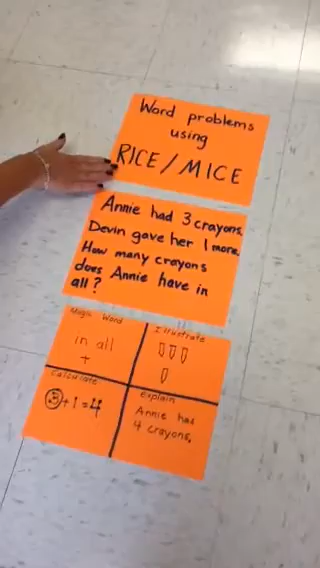 Word problems
using
RICE/MICE
Annie had 3 crayons.
Devin gave her 1 more.
How many crayons
does Annie have in
all?
Magic Word
in all
+
Illustrate
Calculate
3+1=4
Explain
Annie has
4 crayons.